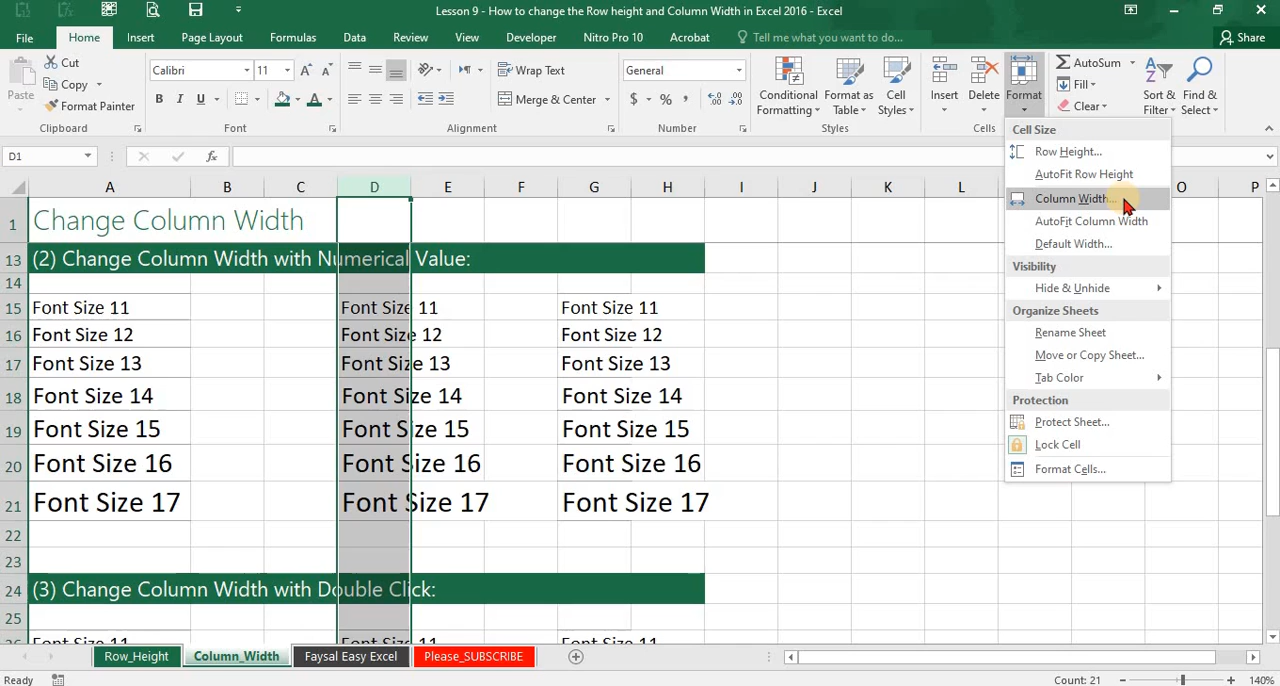 Lesson 9 - How to change the Row height and Column Width in Excel 2016 - Excel
File Home Insert Page Layout Formulas Data Review View Developer Nitro Pro 10 Acrobat Tell me what you want to do... Share
Paste
Cut
Copy
Format Painter
Calibri 11
B I U A
Wrap Text
Merge & Center
General
$ % ,
Conditional Formatting
Format as Table
Cell Styles
Insert Delete Format
AutoSum
Fill
Clear
Sort & Filter
Find & Select
Clipboard Font Alignment Number Styles Cells
D1 fx
Cell Size
Row Height...
AutoFit Row Height
Column Width...
AutoFit Column Width
Default Width...
Visibility
Hide & Unhide
Organize Sheets
Rename Sheet
Move or Copy Sheet...
Tab Color
Protection
Protect Sheet...
Lock Cell
Format Cells...
A B C D E F G H I J K L O P
1 Change Column Width
13 (2) Change Column Width with Numerical Value:
14
15 Font Size 11 Font Size 11 Font Size 11
16 Font Size 12 Font Size 12 Font Size 12
17 Font Size 13 Font Size 13 Font Size 13
18 Font Size 14 Font Size 14 Font Size 14
19 Font Size 15 Font Size 15 Font Size 15
20 Font Size 16 Font Size 16 Font Size 16
21 Font Size 17 Font Size 17 Font Size 17
22
23
24 (3) Change Column Width with Double Click:
25
26 Font Size 11 Font Size 11 Font Size 11
Row_Height Column_Width Faysal Easy Excel Please_SUBSCRIBE
Ready Count: 21 140%